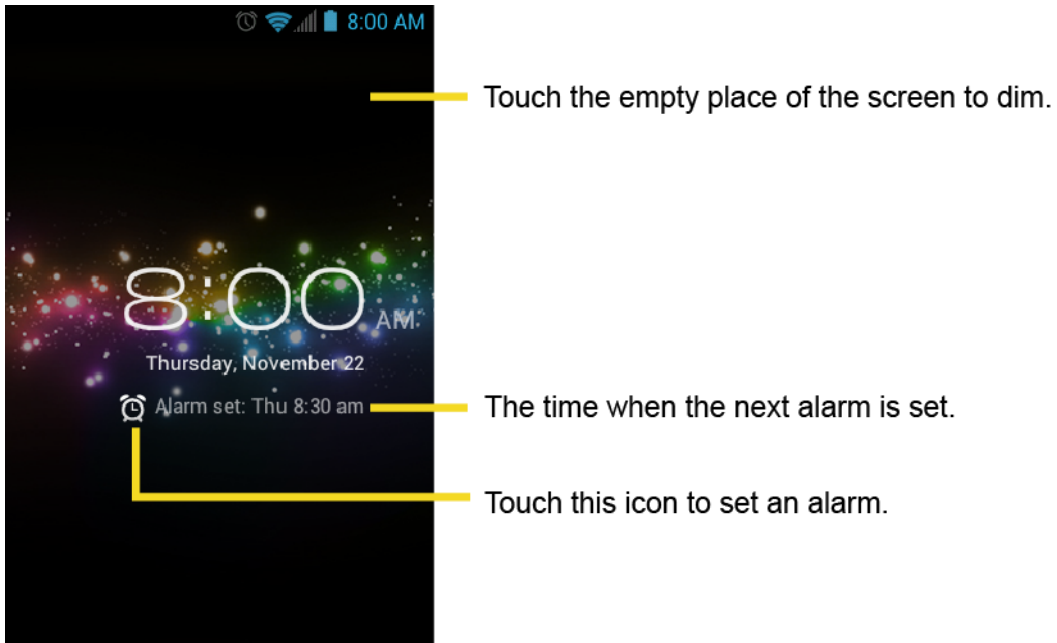 8:00 AM
Touch the empty place of the screen to dim.
8:00 AM
Thursday, November 22
Alarm set: Thu 8:30 am
The time when the next alarm is set.
Touch this icon to set an alarm.